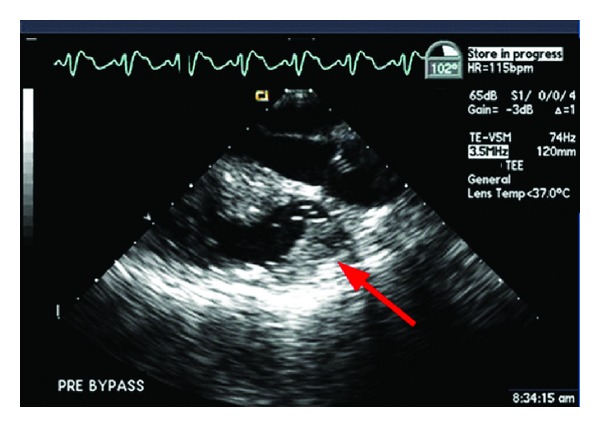 102°
Store in progress
HR=115bpm
65dB S1/ 0/0/4
Gain= -3dB Δ=1
TE-V5M 74Hz
3.5MHz 120mm
TEE
General
Lens Temp<37.0°C
PRE BYPASS
8:34:15 am